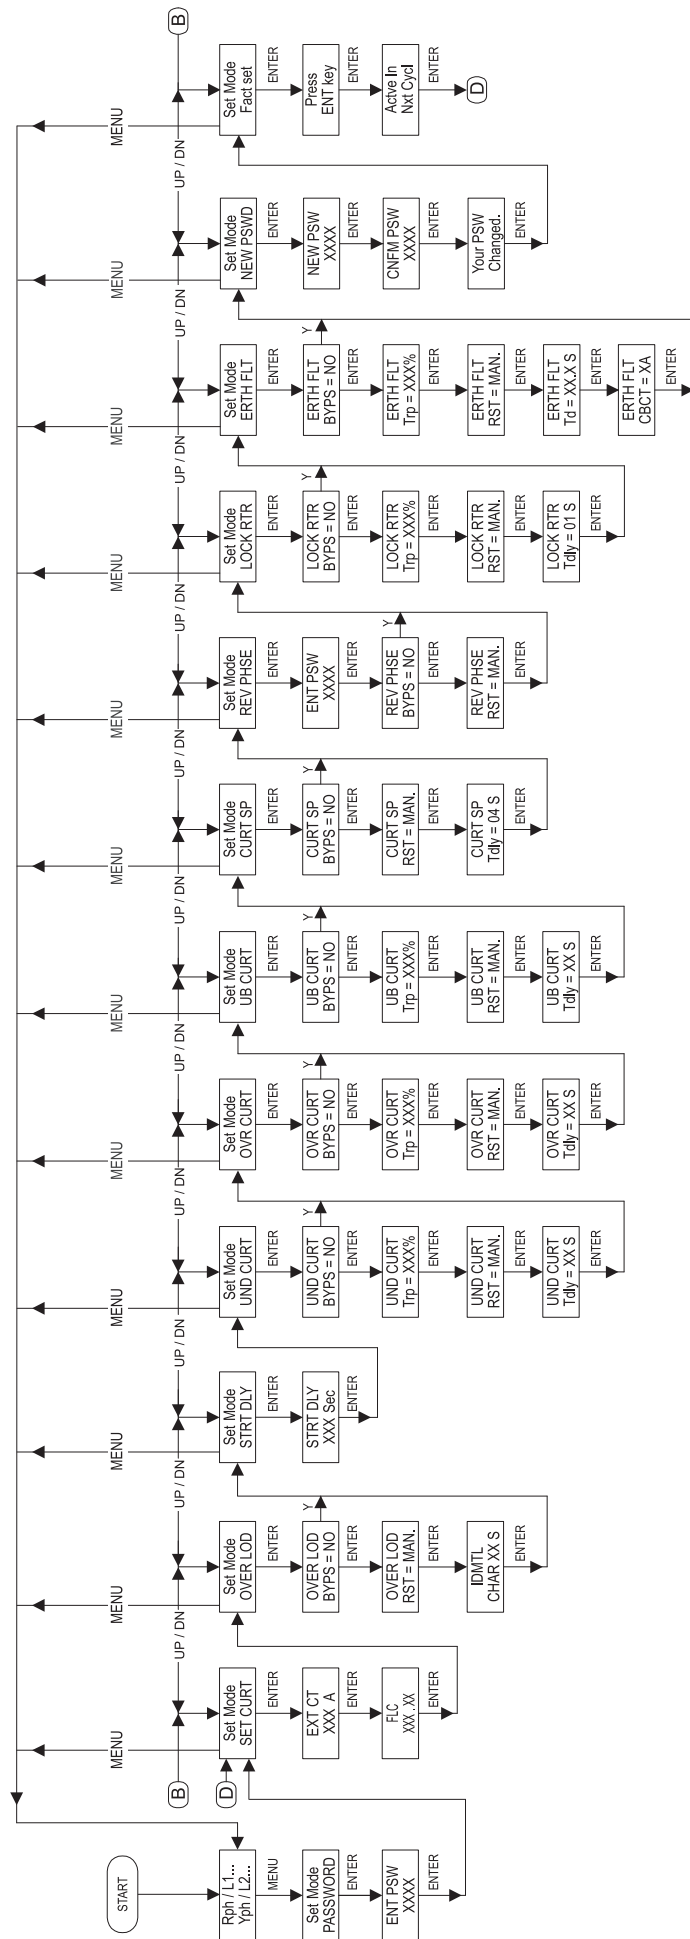 START
Rph / L1...
Yph / L2...
MENU
Set Mode
PASSWORD
ENTER
ENT PSW
XXXX
ENTER
B
D
MENU
UP / DN
Set Mode
SET CURT
ENTER
EXT CT
XXX A
ENTER
FLC
XXX.XX
ENTER
MENU
UP / DN
Set Mode
OVER LOD
ENTER
OVER LOD
BYPS = NO
Y
ENTER
OVER LOD
RST = MAN.
ENTER
IDMTL
CHAR XX S
ENTER
MENU
UP / DN
Set Mode
STRT DLY
ENTER
STRT DLY
XXX Sec
ENTER
MENU
UP / DN
Set Mode
UND CURT
ENTER
UND CURT
BYPS = NO
Y
ENTER
UND CURT
Trp = XXX%
ENTER
UND CURT
RST = MAN.
ENTER
UND CURT
Tdly = XX S
ENTER
MENU
UP / DN
Set Mode
OVR CURT
ENTER
OVR CURT
BYPS = NO
Y
ENTER
OVR CURT
Trp = XXX%
ENTER
OVR CURT
RST = MAN.
ENTER
OVR CURT
Tdly = XX S
ENTER
MENU
UP / DN
Set Mode
UB CURT
ENTER
UB CURT
BYPS = NO
Y
ENTER
UB CURT
Trp = XXX%
ENTER
UB CURT
RST = MAN.
ENTER
UB CURT
Tdly = XX S
ENTER
MENU
UP / DN
Set Mode
CURT SP
ENTER
CURT SP
BYPS = NO
Y
ENTER
CURT SP
RST = MAN.
ENTER
CURT SP
Tdly = 04 S
ENTER
MENU
UP / DN
Set Mode
REV PHSE
ENTER
ENT PSW
XXXX
ENTER
REV PHSE
BYPS = NO
Y
ENTER
REV PHSE
RST = MAN.
ENTER
MENU
UP / DN
Set Mode
LOCK RTR
ENTER
LOCK RTR
BYPS = NO
Y
ENTER
LOCK RTR
Trp = XXX%
ENTER
LOCK RTR
RST = MAN.
ENTER
LOCK RTR
Tdly = 01 S
ENTER
MENU
UP / DN
Set Mode
ERTH FLT
ENTER
ERTH FLT
BYPS = NO
Y
ENTER
ERTH FLT
Trp = XXX%
ENTER
ERTH FLT
RST = MAN.
ENTER
ERTH FLT
Td = XX.X S
ENTER
ERTH FLT
CBCT = XA
ENTER
MENU
UP / DN
Set Mode
NEW PSWD
ENTER
NEW PSW
XXXX
ENTER
CNFM PSW
XXXX
ENTER
Your PSW
Changed.
ENTER
MENU
B
Set Mode
Fact set
ENTER
Press
ENT key
ENTER
Actve In
Nxt Cycl
ENTER
D